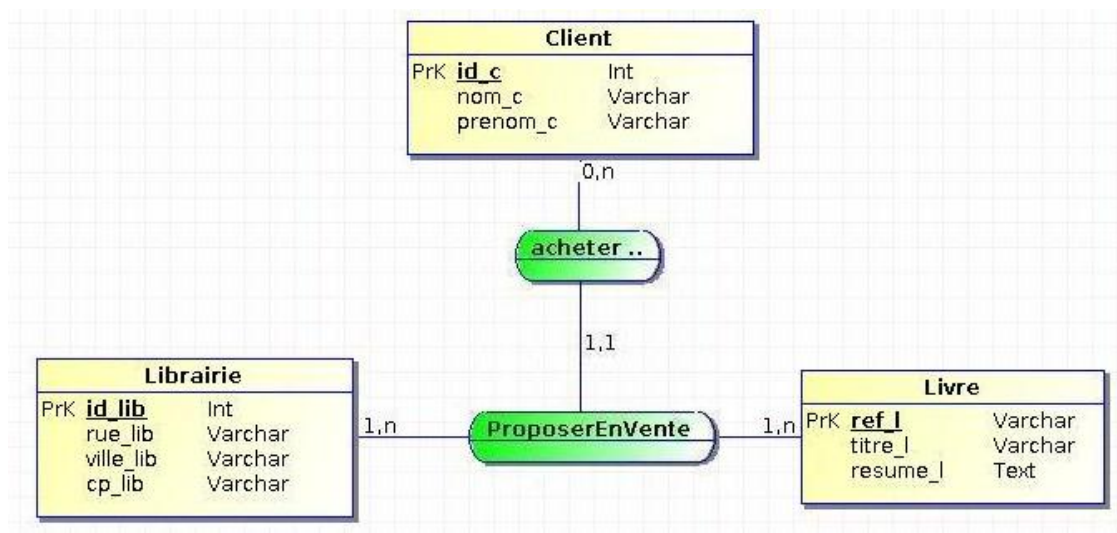 Client
PrK id_c Int
nom_c Varchar
prenom_c Varchar
0,n
acheter ..
1,1
Librairie
PrK id_lib Int
rue_lib Varchar
ville_lib Varchar
cp_lib Varchar
1,n
ProposerEnVente
1,n
Livre
PrK ref_l Varchar
titre_l Varchar
resume_l Text